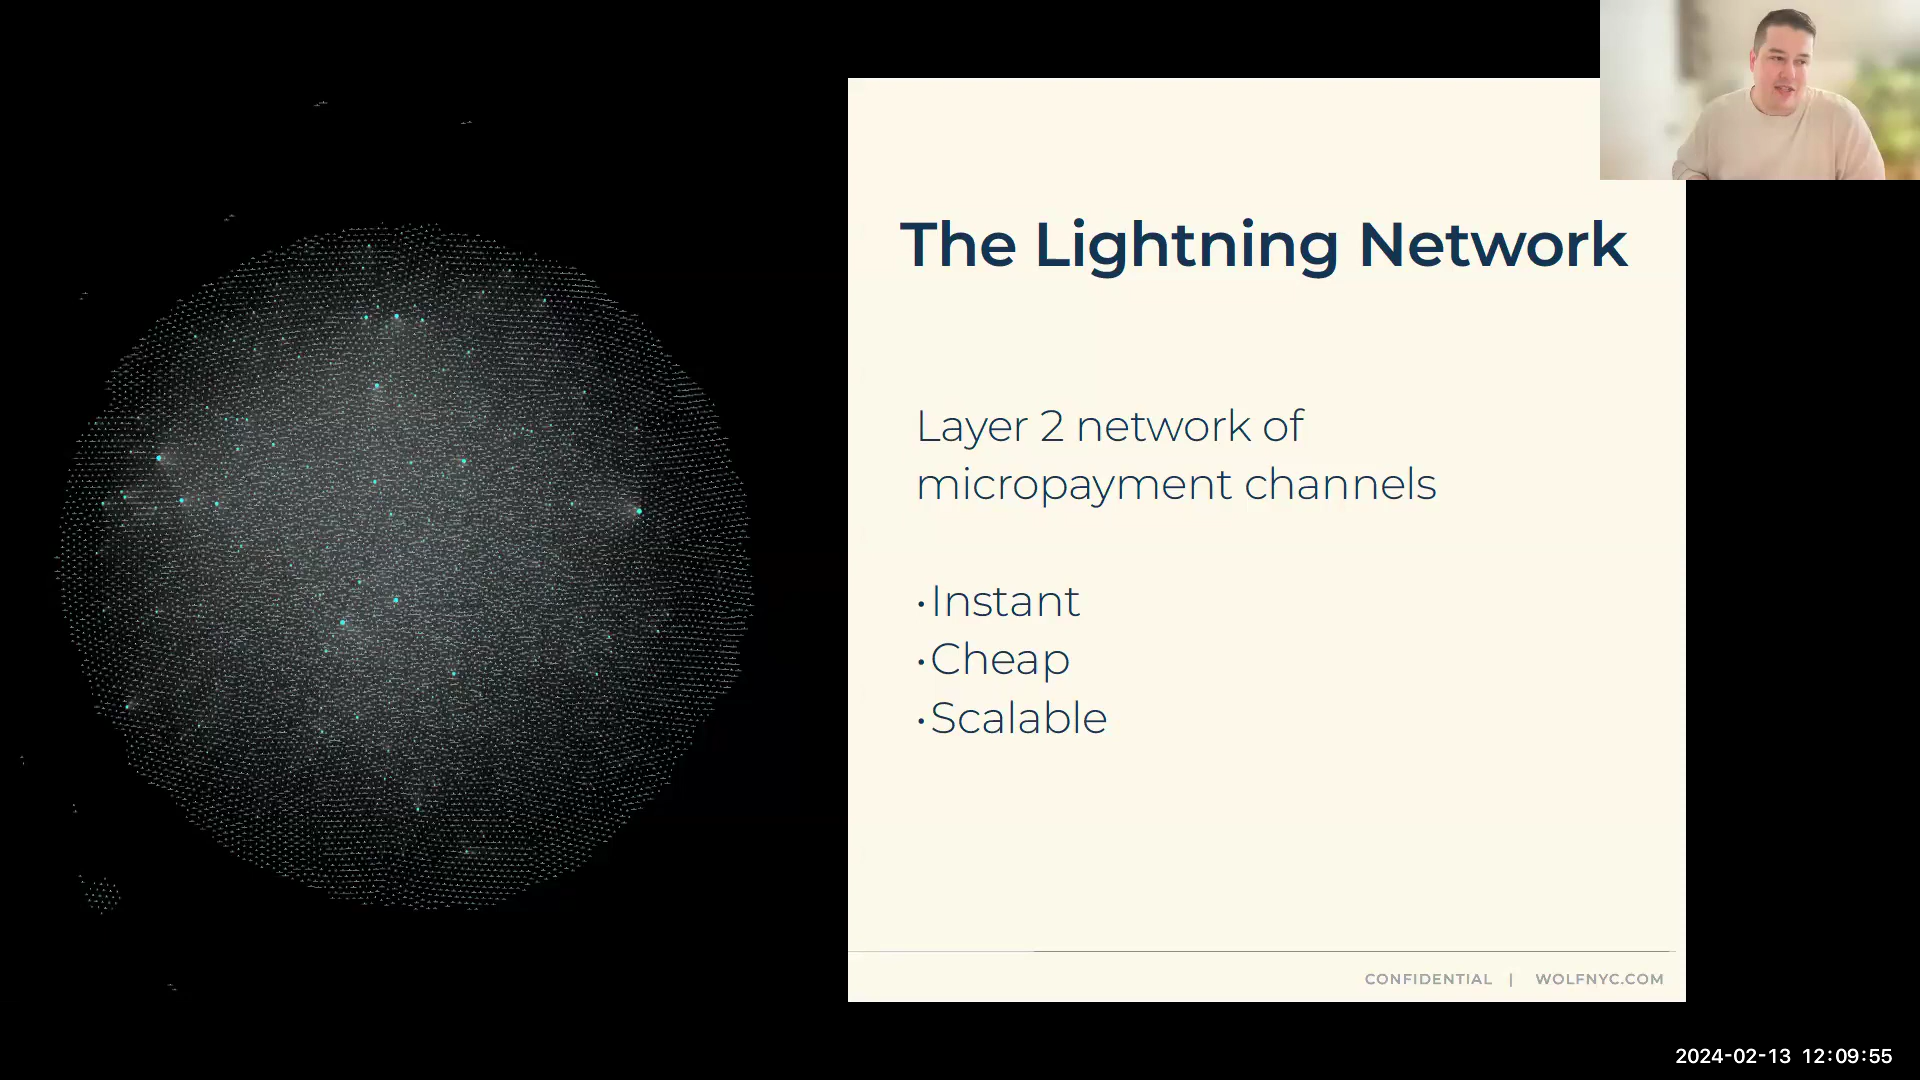 The Lightning Network
Layer 2 network of
micropayment channels
•Instant
•Cheap
•Scalable
CONFIDENTIAL | WOLFNYC.COM
2024-02-13 12:09:55